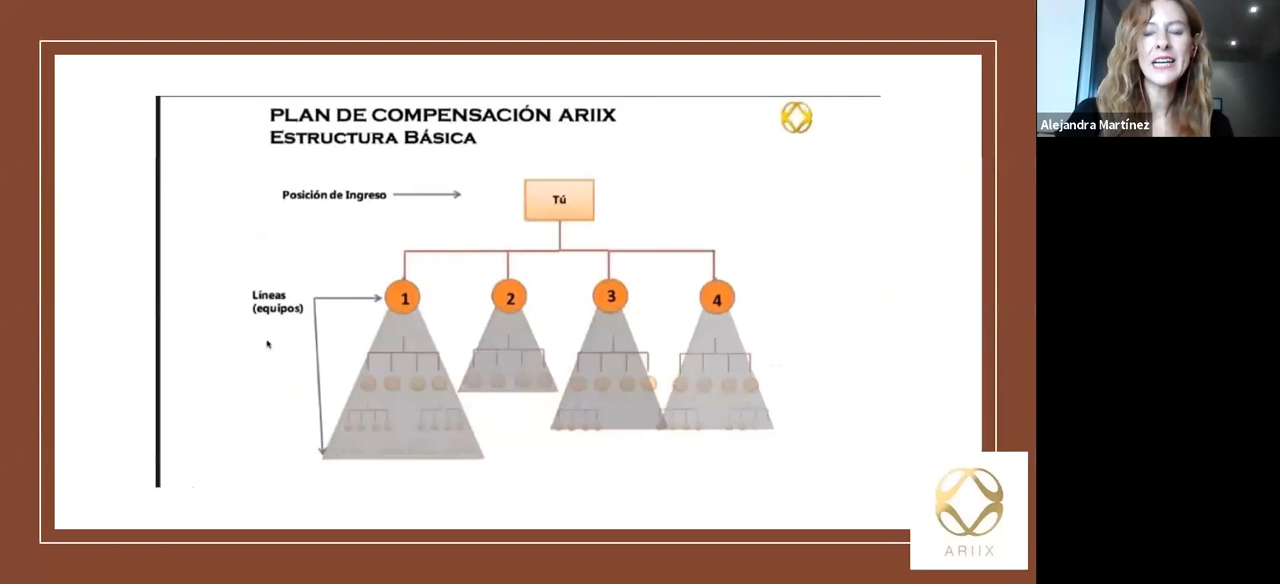 PLAN DE COMPENSACIÓN ARIIX
ESTRUCTURA BÁSICA
Posición de Ingreso
Tú
Líneas
(equipos)
1
2
3
4
Alejandra Martínez
ARIIX